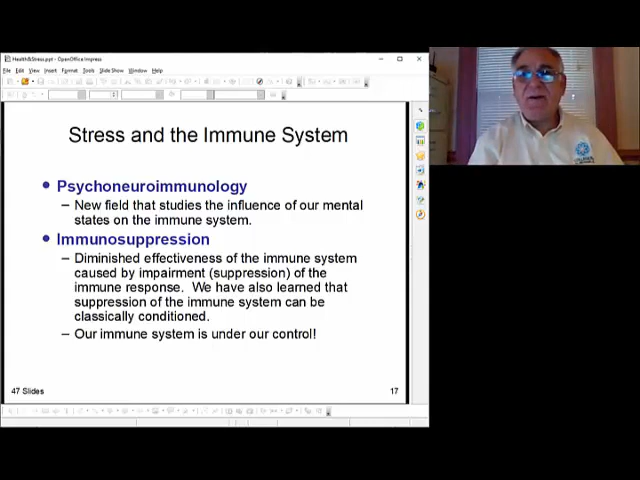 Health&Stress.ppt - OpenOffice Impress
File Edit View Insert Format Tools Slide Show Window Help
Stress and the Immune System
• Psychoneuroimmunology
– New field that studies the influence of our mental
states on the immune system.
• Immunosuppression
– Diminished effectiveness of the immune system
caused by impairment (suppression) of the
immune response. We have also learned that
suppression of the immune system can be
classically conditioned.
– Our immune system is under our control!
47 Slides
17